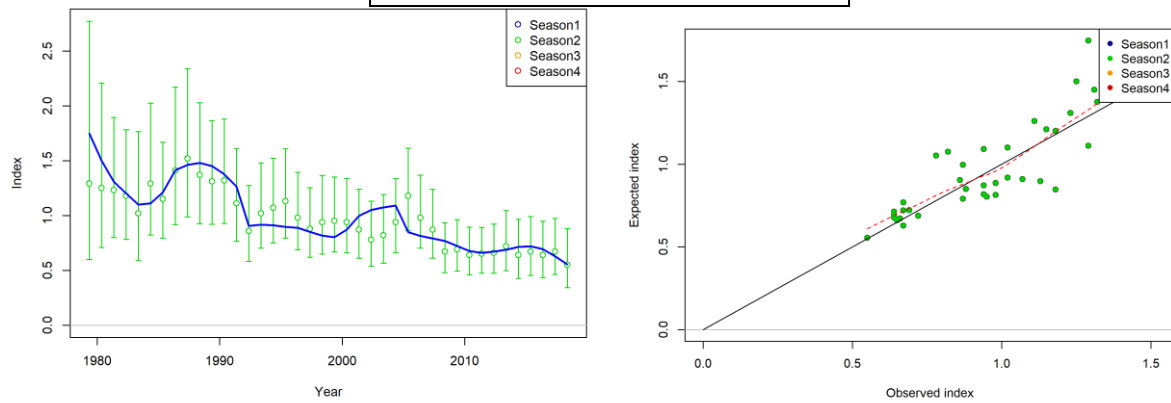 Season1
Season2
Season3
Season4
Index
2.5
2.0
1.5
1.0
0.5
0.0
1980
1990
2000
2010
Year
Season1
Season2
Season3
Season4
Expected index
1.5
1.0
0.5
0.0
0.0
0.5
1.0
1.5
Observed index